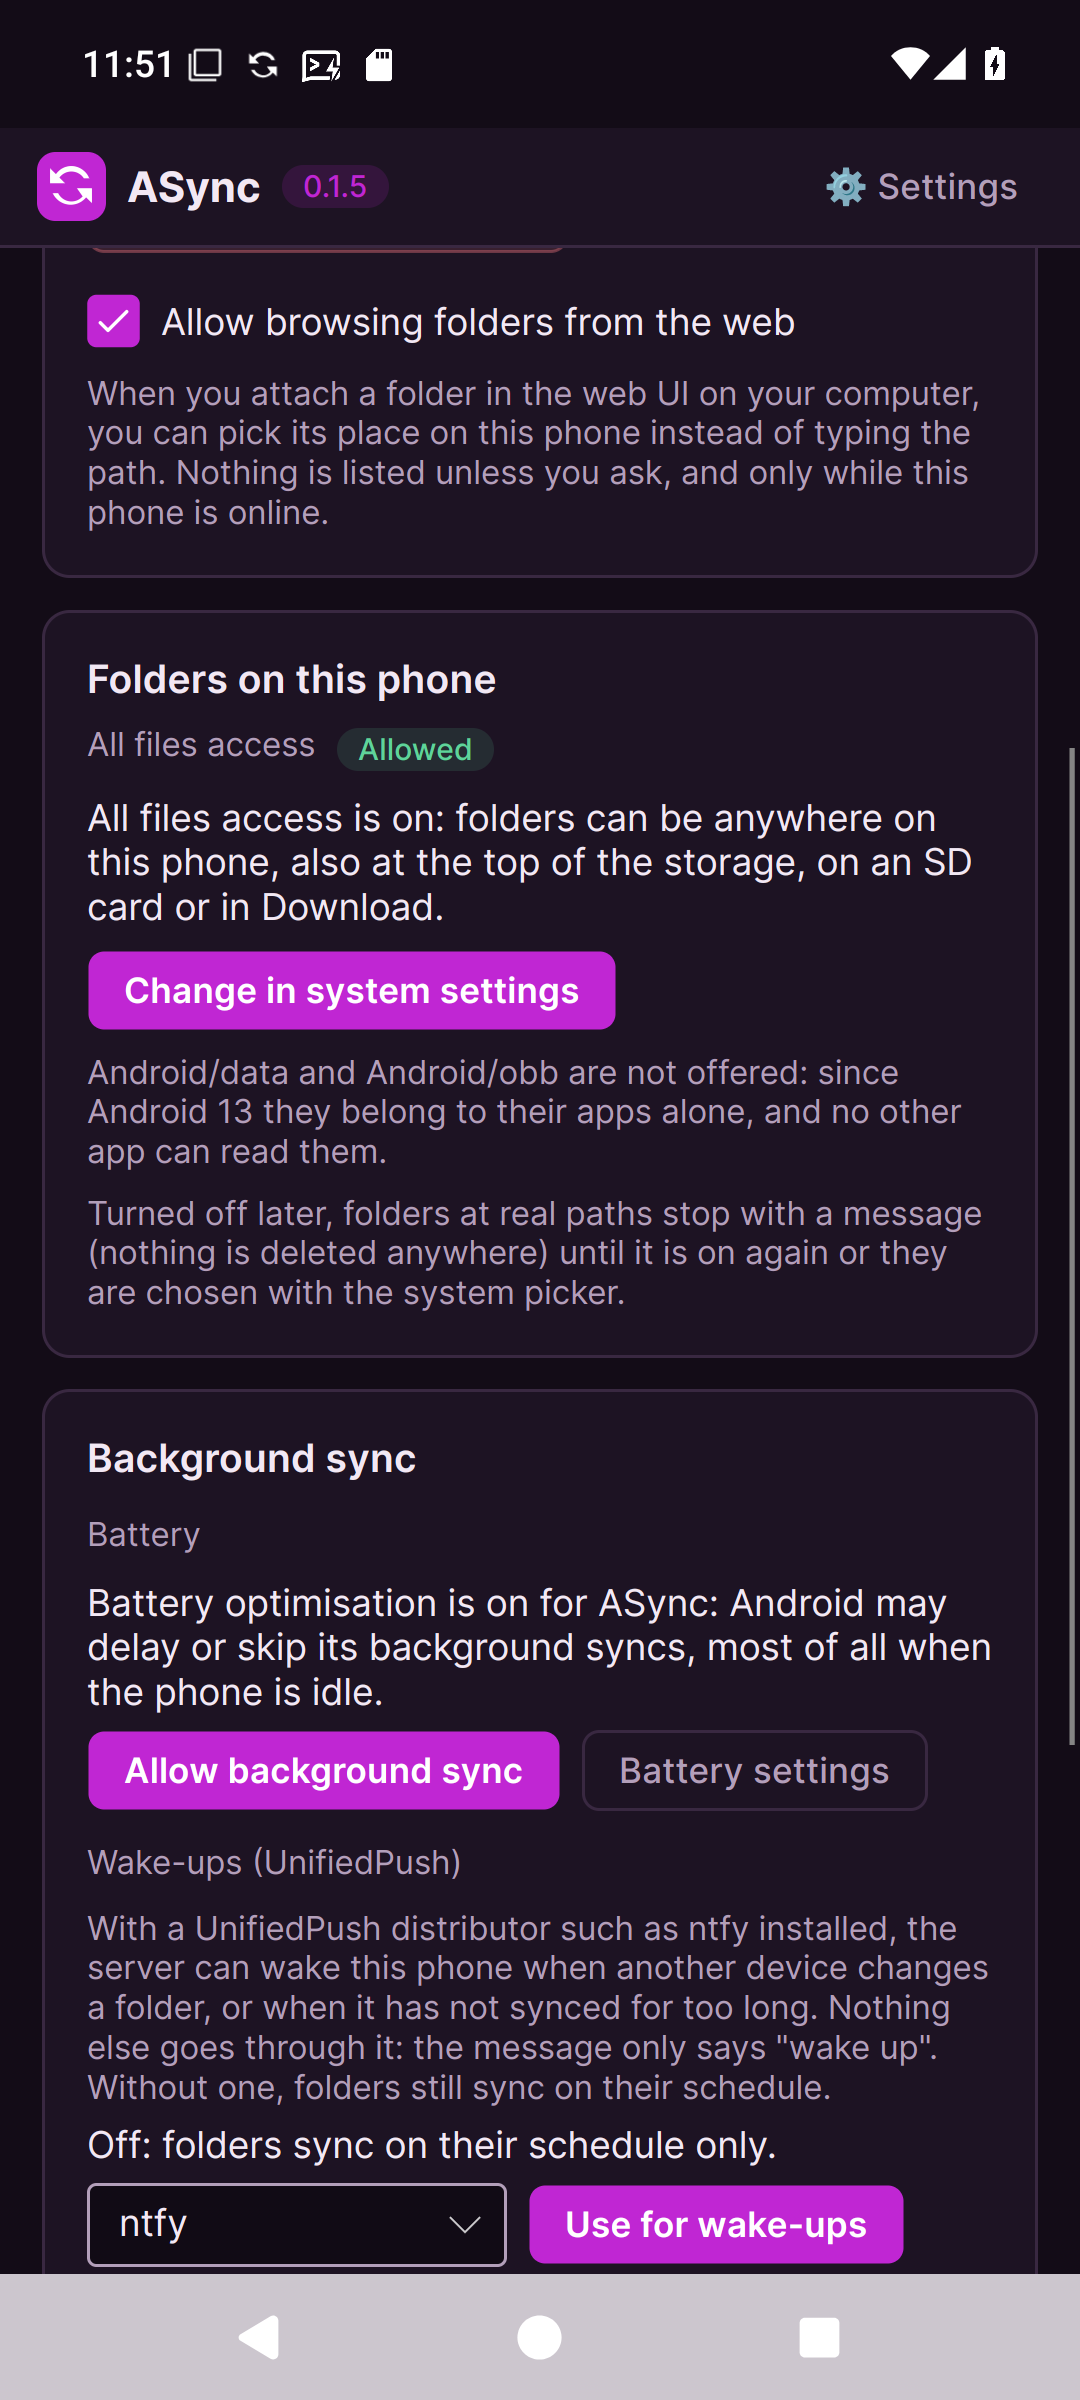 11:51
ASync 0.1.5 Settings
Allow browsing folders from the web
When you attach a folder in the web UI on your computer,
you can pick its place on this phone instead of typing the
path. Nothing is listed unless you ask, and only while this
phone is online.
Folders on this phone
All files access Allowed
All files access is on: folders can be anywhere on
this phone, also at the top of the storage, on an SD
card or in Download.
Change in system settings
Android/data and Android/obb are not offered: since
Android 13 they belong to their apps alone, and no other
app can read them.
Turned off later, folders at real paths stop with a message
(nothing is deleted anywhere) until it is on again or they
are chosen with the system picker.
Background sync
Battery
Battery optimisation is on for ASync: Android may
delay or skip its background syncs, most of all when
the phone is idle.
Allow background sync Battery settings
Wake-ups (UnifiedPush)
With a UnifiedPush distributor such as ntfy installed, the
server can wake this phone when another device changes
a folder, or when it has not synced for too long. Nothing
else goes through it: the message only says "wake up".
Without one, folders still sync on their schedule.
Off: folders sync on their schedule only.
ntfy Use for wake-ups